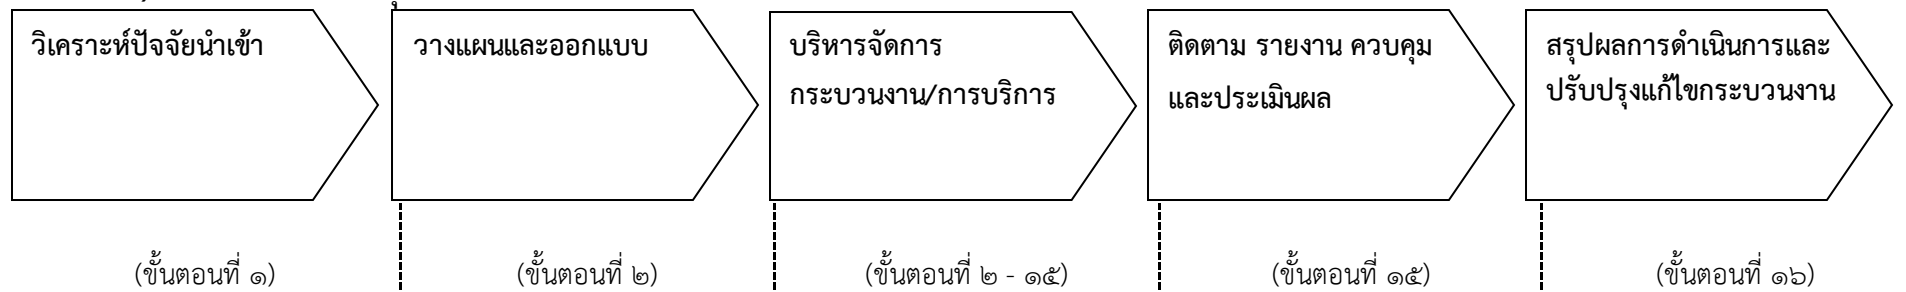 วิเคราะห์ปัจจัยนำเข้า
วางแผนและออกแบบ
บริหารจัดการ
กระบวนงาน/การบริการ
ติดตาม รายงาน ควบคุม
และประเมินผล
สรุปผลการดำเนินการและ
ปรับปรุงแก้ไขกระบวนงาน
(ขั้นตอนที่ ๑)
(ขั้นตอนที่ ๒)
(ขั้นตอนที่ ๒ - ๑๕)
(ขั้นตอนที่ ๑๕)
(ขั้นตอนที่ ๑๖)